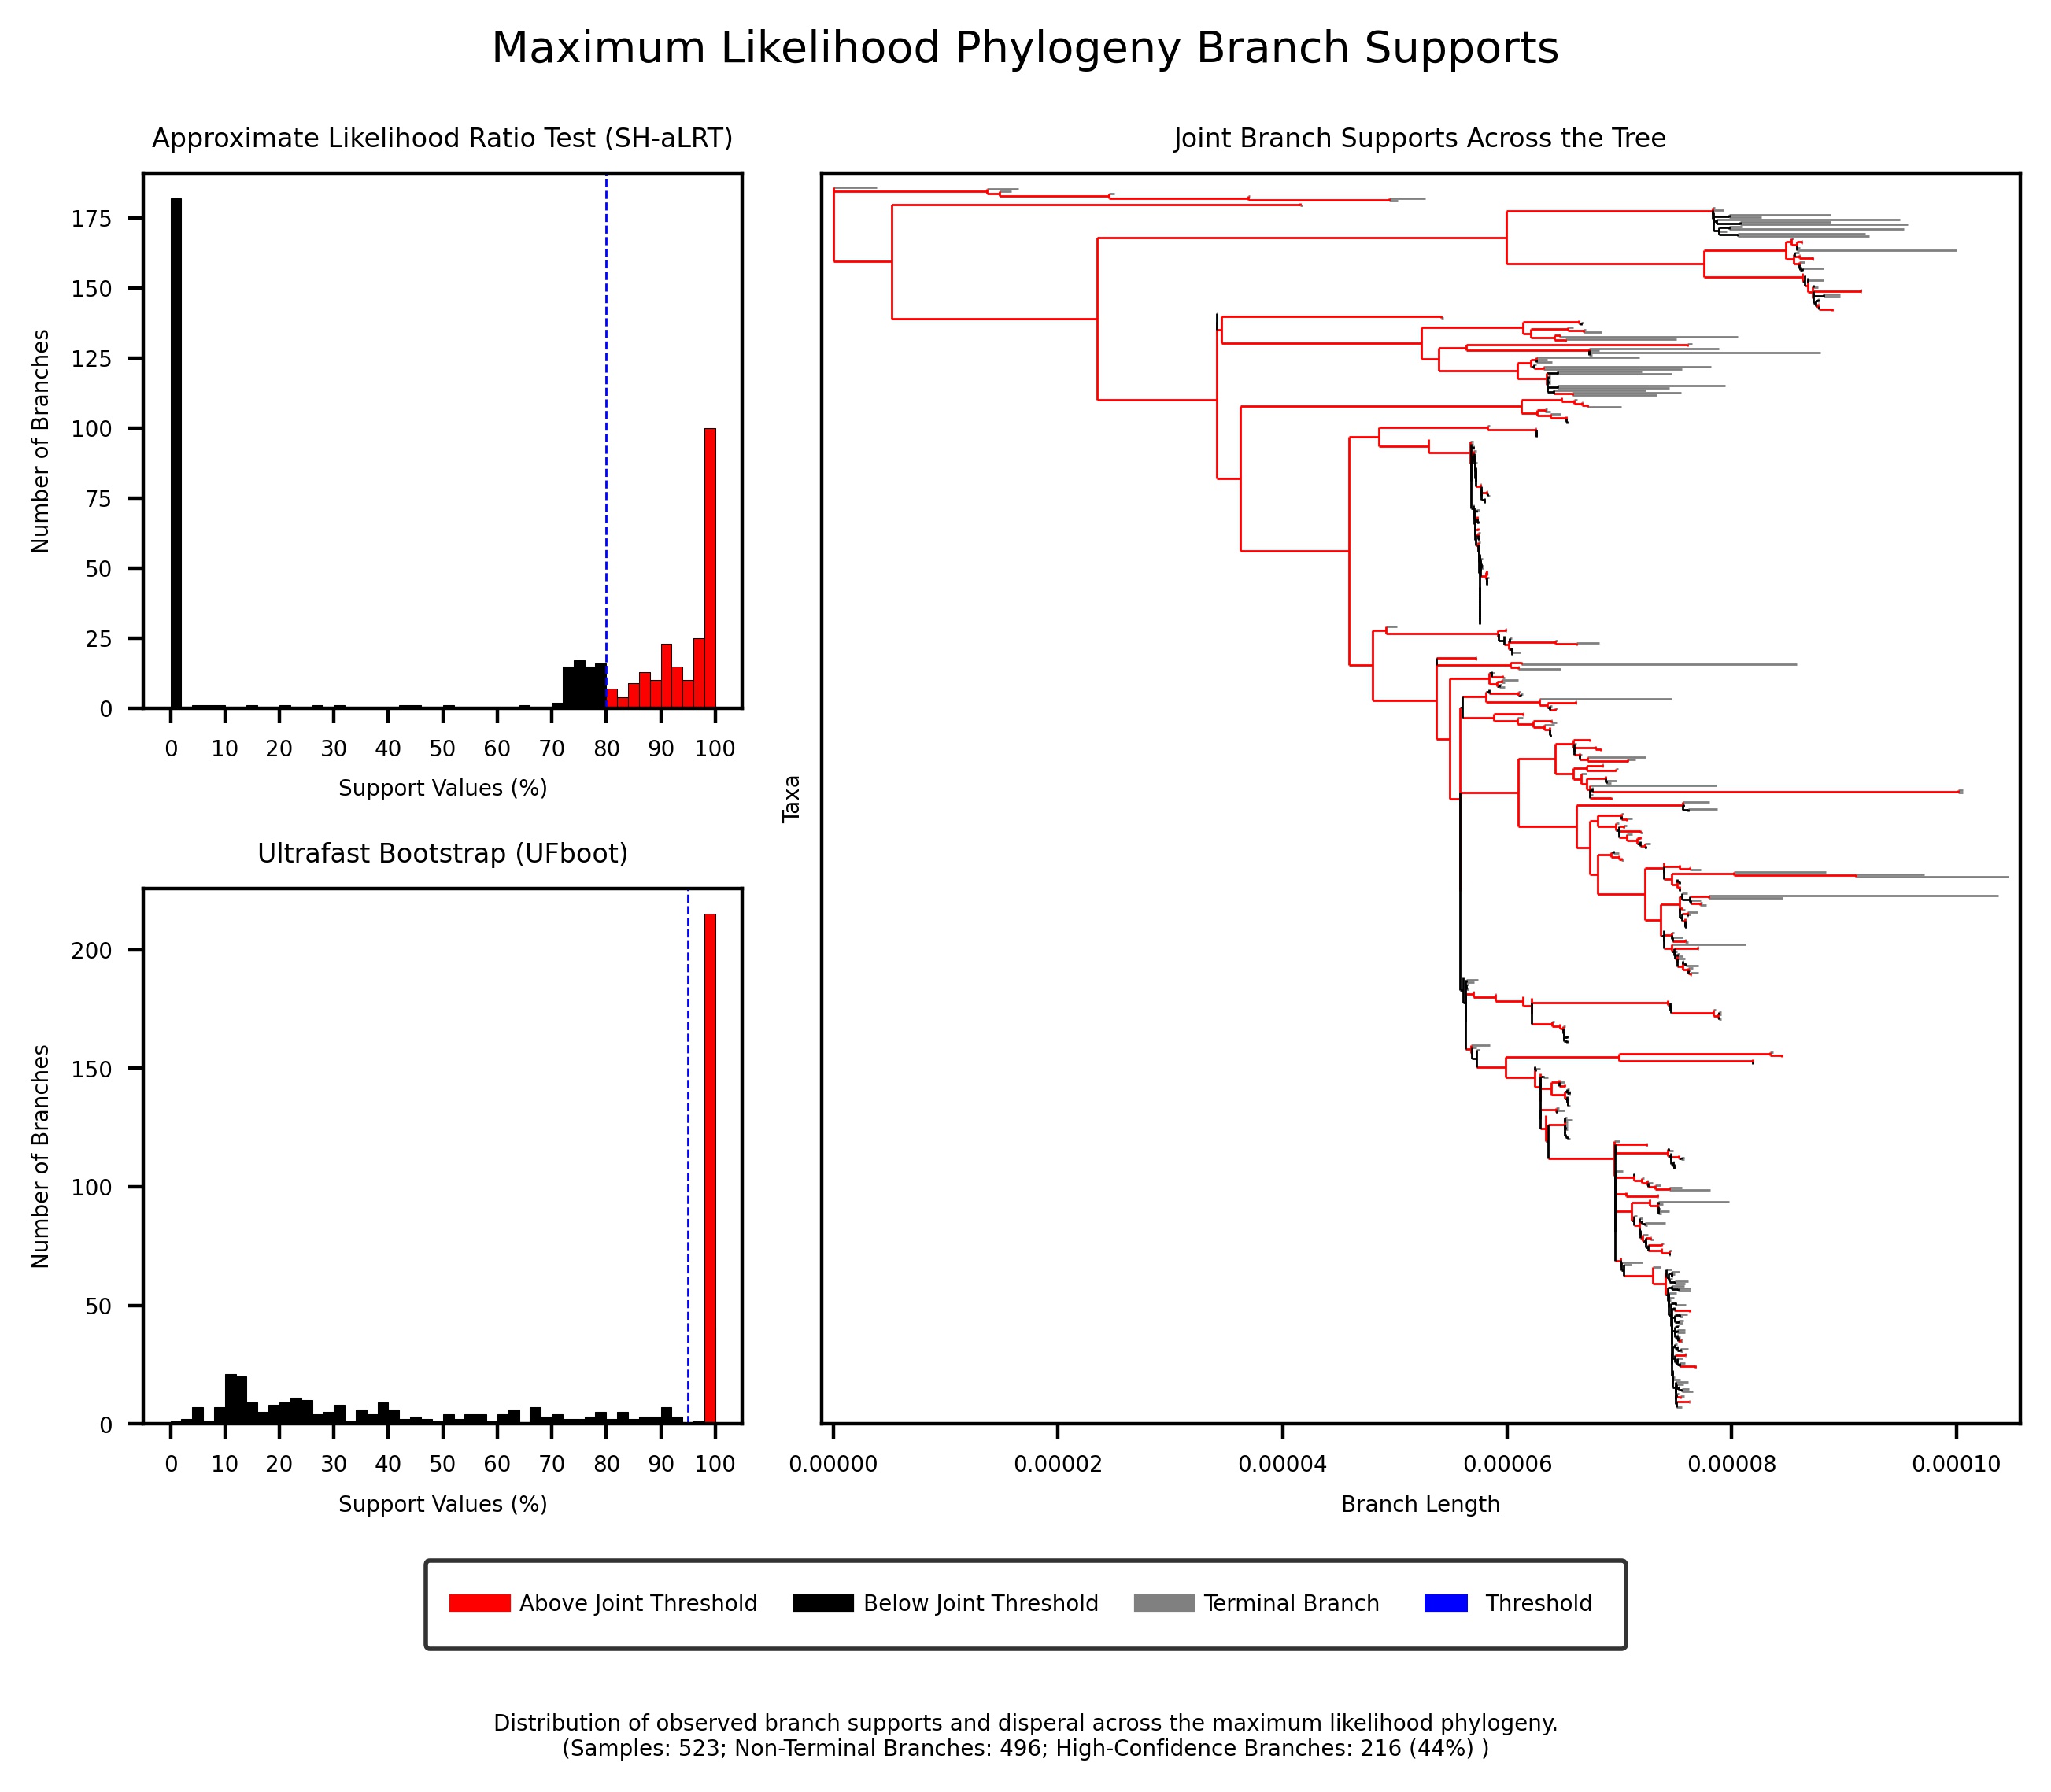 Maximum Likelihood Phylogeny Branch Supports
Approximate Likelihood Ratio Test (SH-aLRT)
Number of Branches
175
150
125
100
75
50
25
0
0 10 20 30 40 50 60 70 80 90 100
Support Values (%)
Ultrafast Bootstrap (UFboot)
Number of Branches
200
150
100
50
0
0 10 20 30 40 50 60 70 80 90 100
Support Values (%)
Joint Branch Supports Across the Tree
Taxa
0.00000 0.00002 0.00004 0.00006 0.00008 0.00010
Branch Length
Above Joint Threshold Below Joint Threshold Terminal Branch Threshold
Distribution of observed branch supports and disperal across the maximum likelihood phylogeny.
(Samples: 523; Non-Terminal Branches: 496; High-Confidence Branches: 216 (44%) )